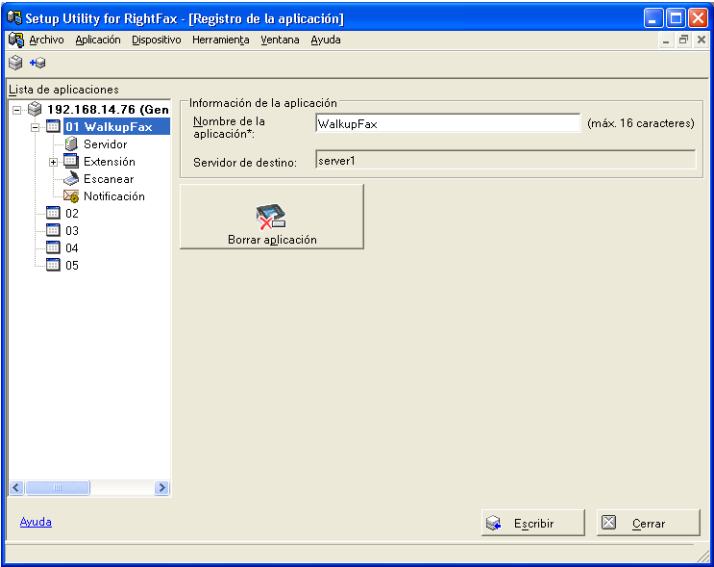 Setup Utility for RightFax - [Registro de la aplicación]
Archivo Aplicación Dispositivo Herramienta Ventana Ayuda
Lista de aplicaciones
192.168.14.76 (Gen
01 WalkupFax
Servidor
Extensión
Escanear
Notificación
02
03
04
05
Información de la aplicación
Nombre de la
aplicación*:
WalkupFax
(máx. 16 caracteres)
Servidor de destino:
server1
Borrar aplicación
Ayuda
Escribir
Cerrar